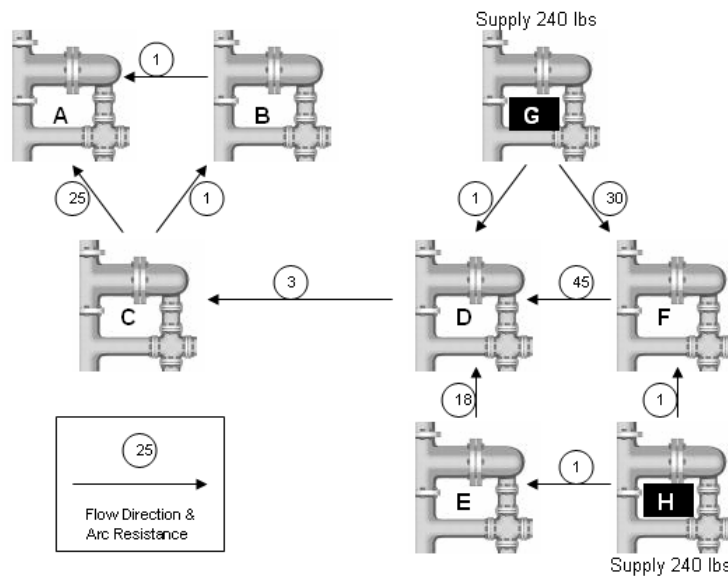 Supply 240 lbs
1
A
B
G
25
1
1
30
3
45
C
D
F
18
1
25
1
E
H
Flow Direction &
Arc Resistance
Supply 240 lbs